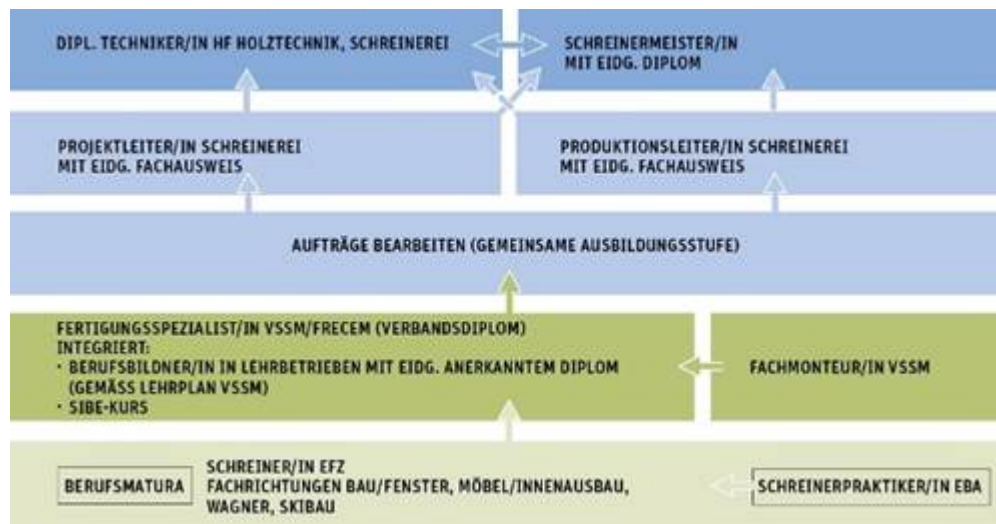 DIPL. TECHNIKER/IN HF HOLZTECHNIK, SCHREINEREI
SCHREINERMEISTER/IN
MIT EIDG. DIPLOM
PROJEKTLEITER/IN SCHREINEREI
MIT EIDG. FACHAUSWEIS
PRODUKTIONSLEITER/IN SCHREINEREI
MIT EIDG. FACHAUSWEIS
AUFTRÄGE BEARBEITEN (GEMEINSAME AUSBILDUNGSSTUFE)
FERTIGUNGSSPEZIALIST/IN VSSM/FRECEM (VERBANDSDIPLOM)
INTEGRIERT:
· BERUFSBILDNER/IN IN LEHRBETRIEBEN MIT EIDG. ANERKANNTEM DIPLOM
(GEMÄSS LEHRPLAN VSSM)
· SIBE-KURS
FACHMONTEUR/IN VSSM
BERUFSMATURA
SCHREINER/IN EFZ
FACHRICHTUNGEN BAU/FENSTER, MÖBEL/INNENAUSBAU,
WAGNER, SKIBAU
SCHREINERPRAKTIKER/IN EBA